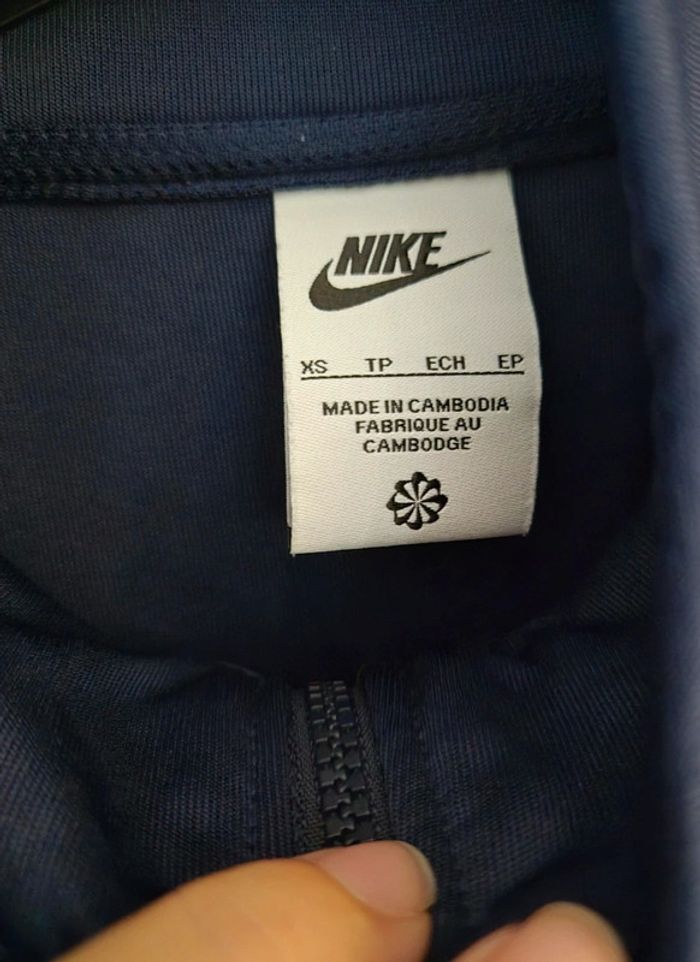 NIKE
XS TP ECH EP
MADE IN CAMBODIA
FABRIQUE AU
CAMBODGE